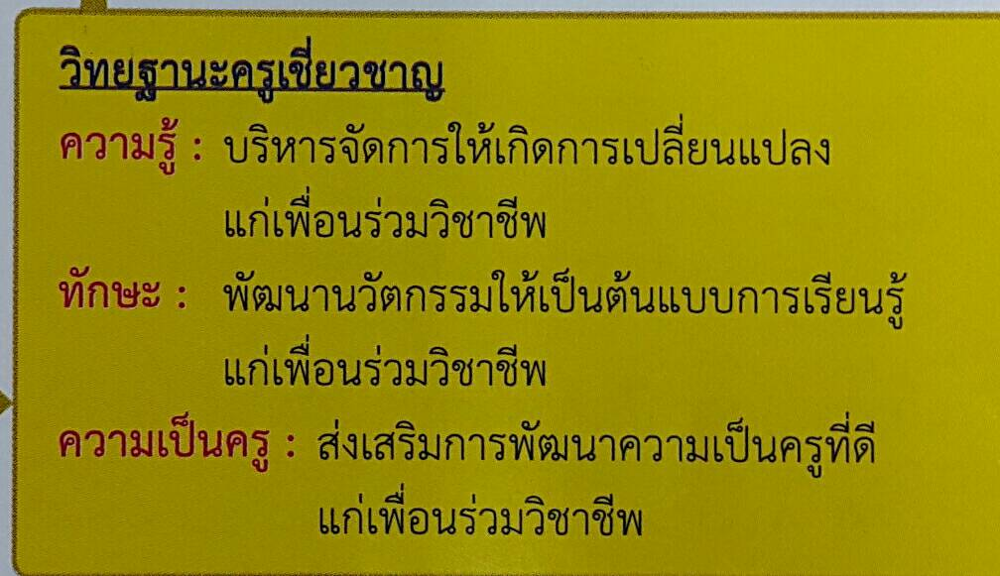 วิทยฐานะครูเชี่ยวชาญ
ความรู้ : บริหารจัดการให้เกิดการเปลี่ยนแปลง
แก่เพื่อนร่วมวิชาชีพ
ทักษะ : พัฒนานวัตกรรมให้เป็นต้นแบบการเรียนรู้
แก่เพื่อนร่วมวิชาชีพ
ความเป็นครู : ส่งเสริมการพัฒนาความเป็นครูที่ดี
แก่เพื่อนร่วมวิชาชีพ